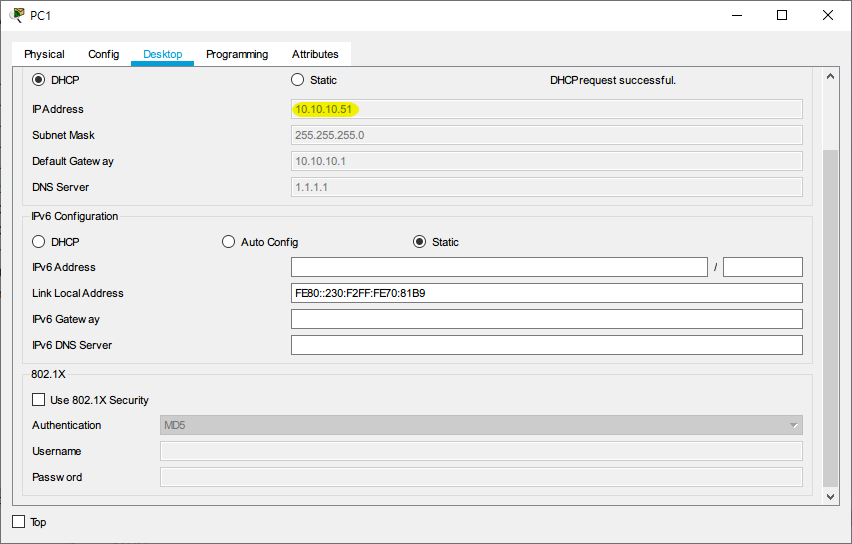 PC1
Physical Config Desktop Programming Attributes
DHCP Static DHCP request successful.
IP Address 10.10.10.51
Subnet Mask 255.255.255.0
Default Gateway 10.10.10.1
DNS Server 1.1.1.1
IPv6 Configuration
DHCP Auto Config Static
IPv6 Address /
Link Local Address FE80::230:F2FF:FE70:81B9
IPv6 Gateway
IPv6 DNS Server
802.1X
Use 802.1X Security
Authentication MD5
Username
Password
Top